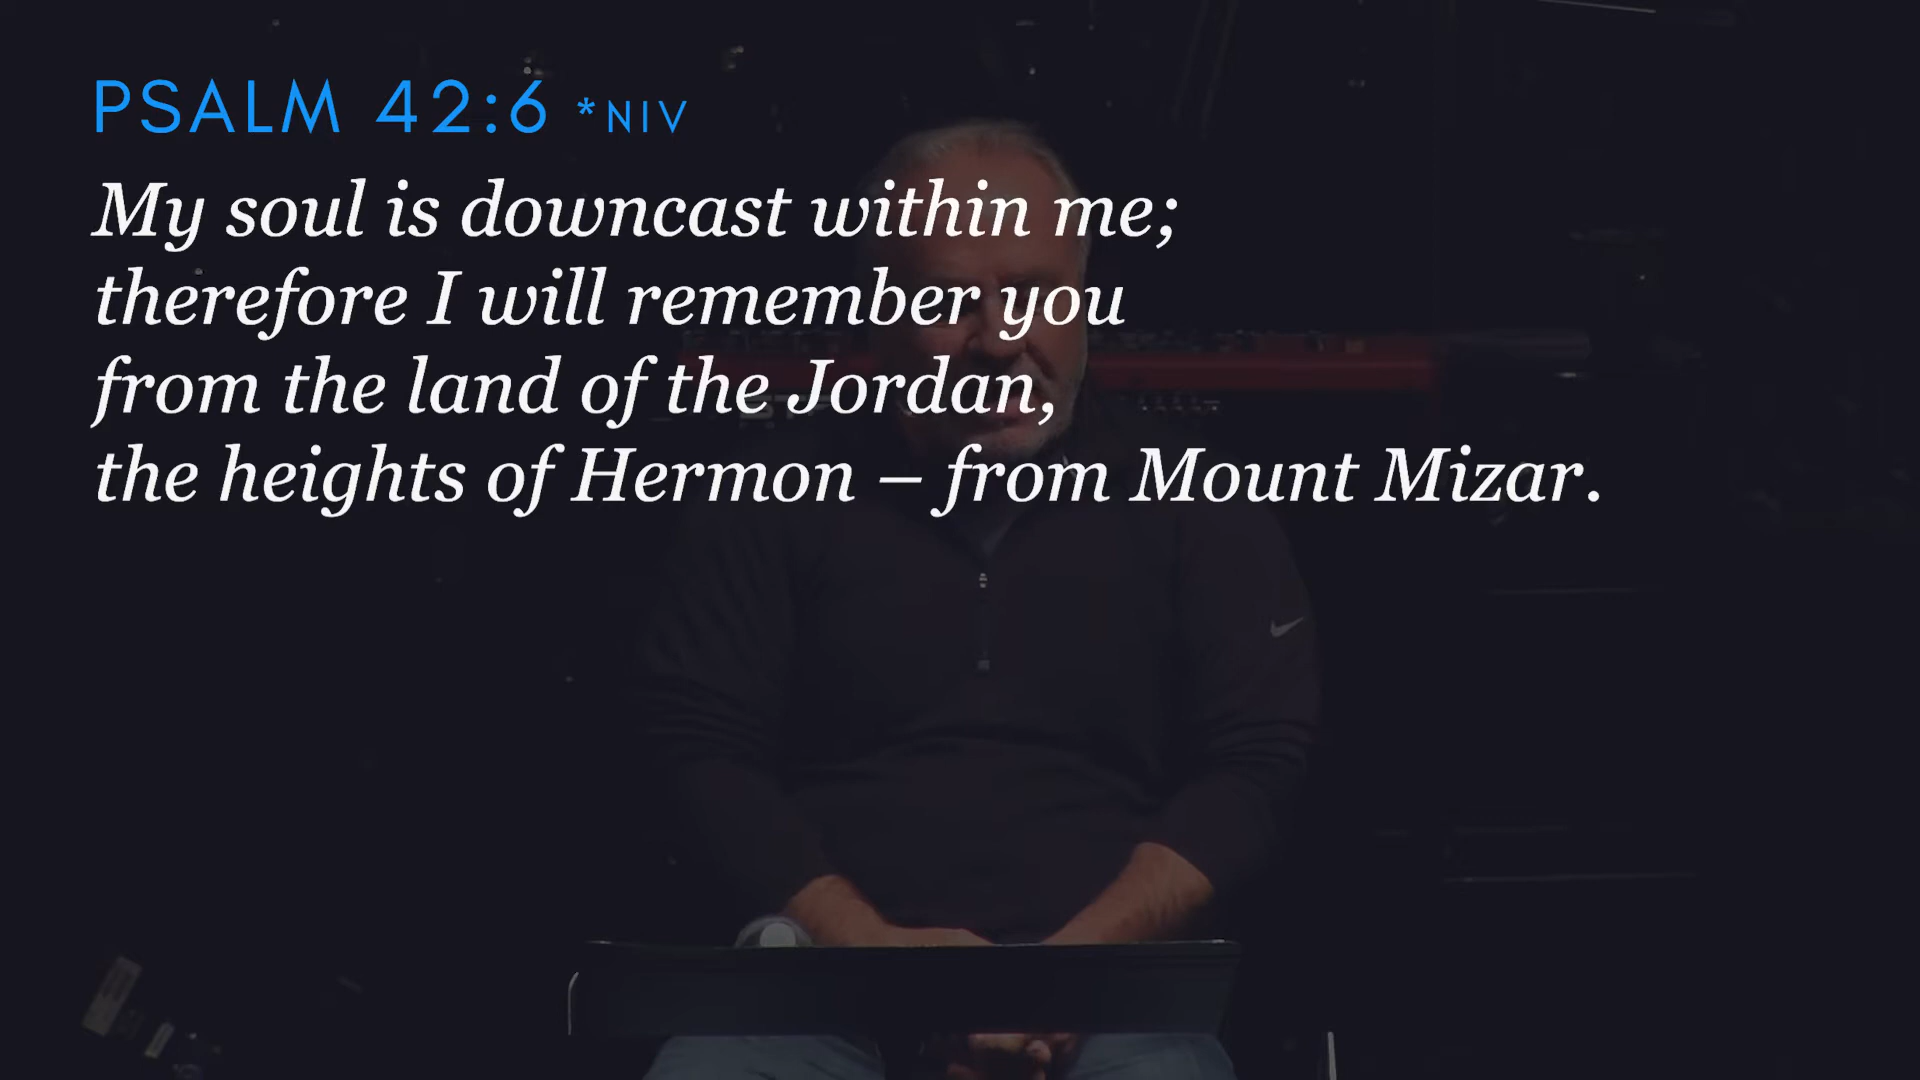 PSALM 42:6 *NIV
My soul is downcast within me;
therefore I will remember you
from the land of the Jordan,
the heights of Hermon – from Mount Mizar.